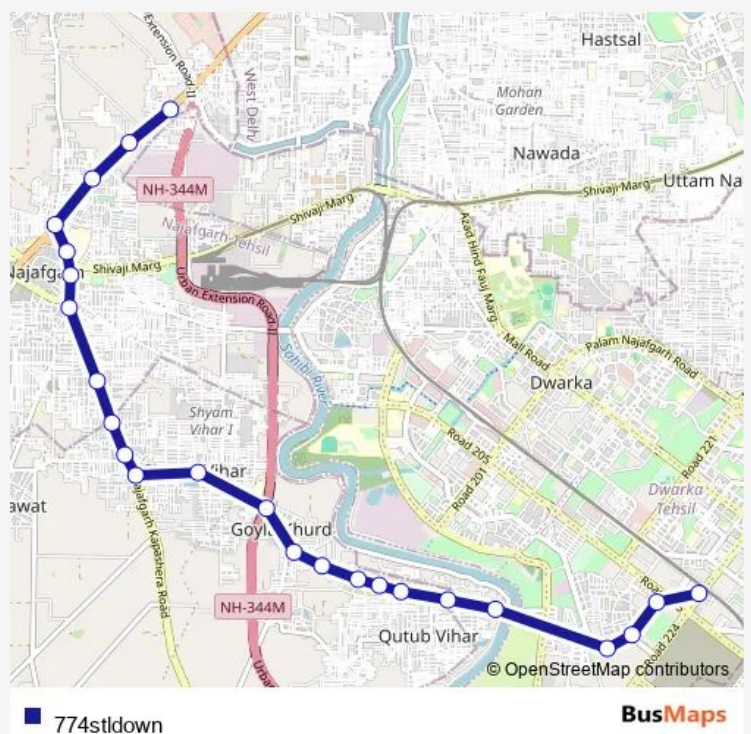 Extension Road-II
West Delhi
Hastsal
Mohan
Garden
Nawada
NH-344M
Shivaji Marg
Shivaji Marg
Uttam Na
Najafgarh Tehsil
Shivaji Marg
Urban Extension Road-II
Azad Hind Fauj Marg
Mall Road
Palam Najafgarh Road
Sahibi River
Dwarka
Shyam
Vihar I
Road 205
Road 201
Road 221
Vihar
Dwarka
Tehsil
awat
Najafgarh Kapashera Road
NH-344M
Qutub Vihar
Road 224
© OpenStreetMap contributors
774stldown
BusMaps